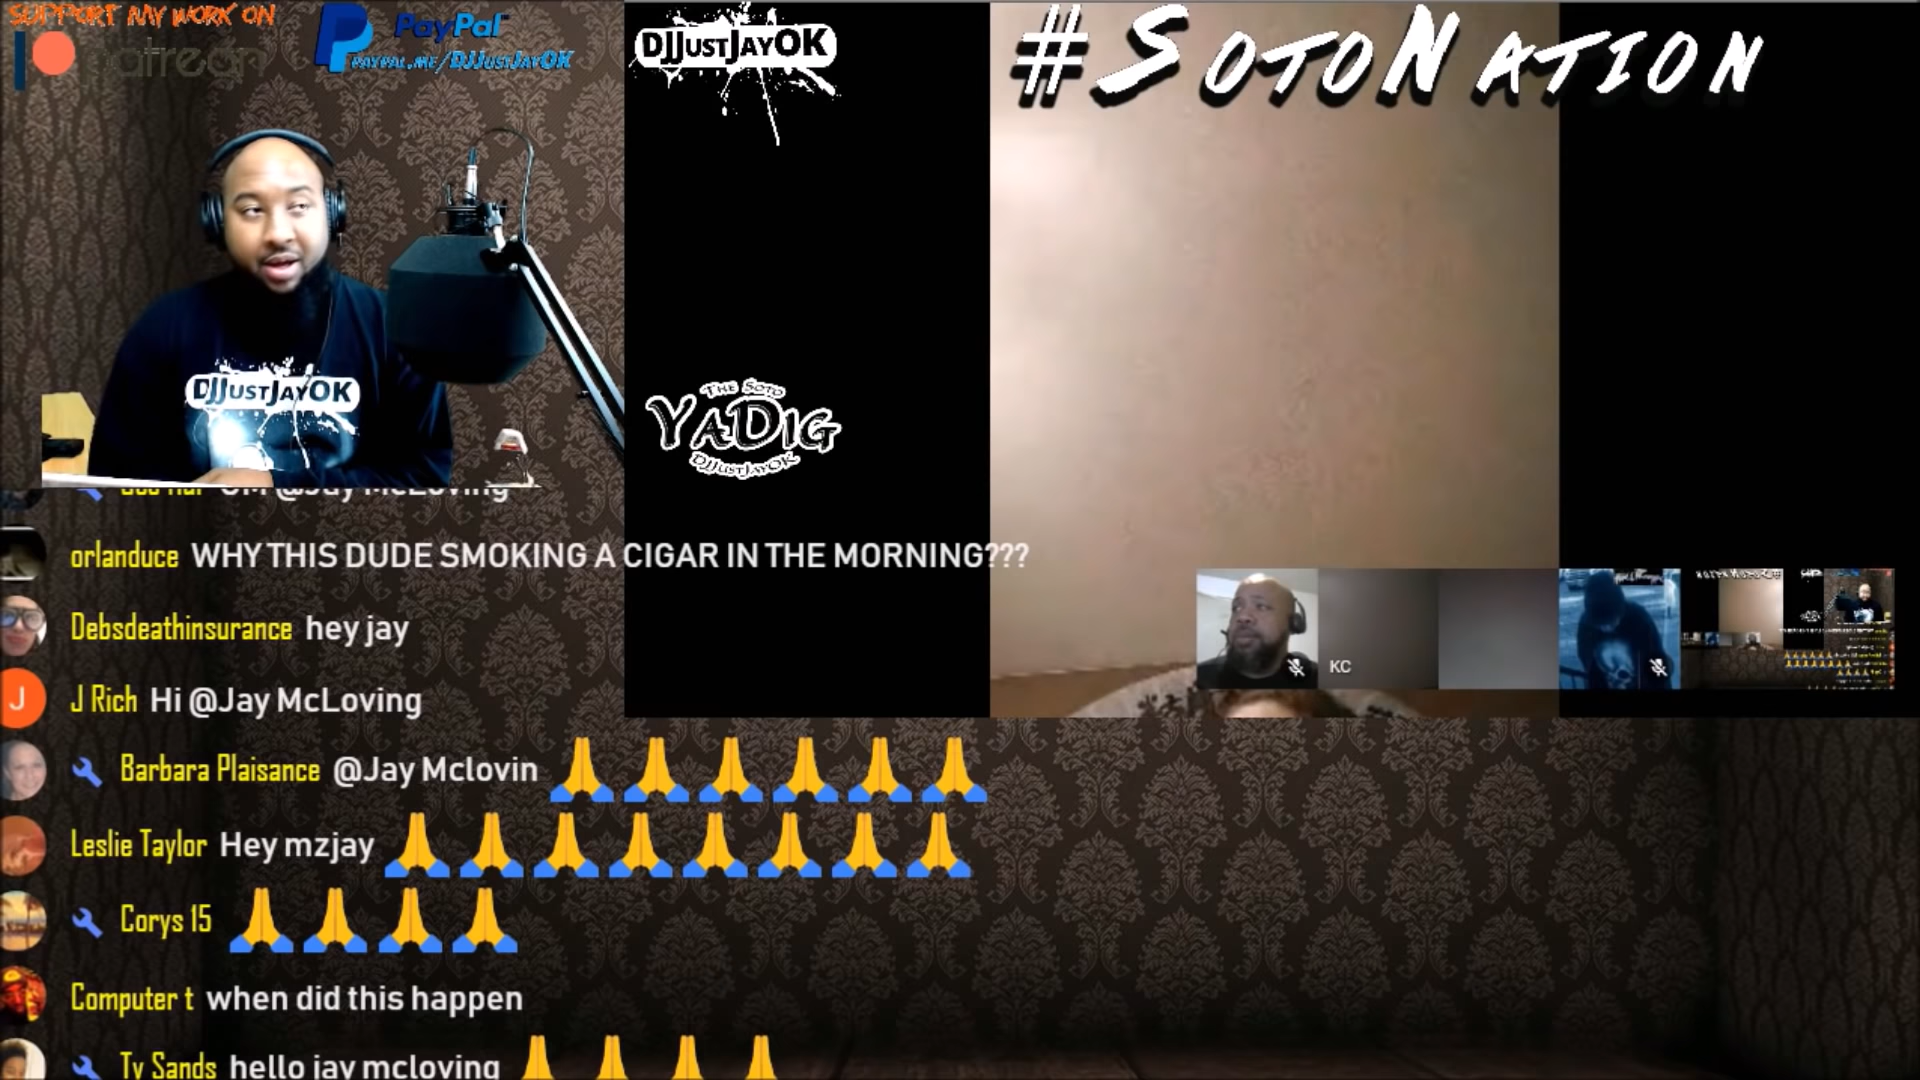 SUPPORT MY WORK ON
patreon
PayPal
PAYPAL.ME/DJJUSTJAYOK
DJJUSTJAYOK
#SOTONATION
DJJUSTJAYOK
THE SOTO
YADIG
DJJUSTJAYOK
@Jay McLoving
orlanduce WHY THIS DUDE SMOKING A CIGAR IN THE MORNING???
Debsdeathinsurance hey jay
KC
J Rich Hi @Jay McLoving
J
Barbara Plaisance @Jay Mclovin 🙏🙏🙏🙏🙏🙏
Leslie Taylor Hey mzjay 🙏🙏🙏🙏🙏🙏🙏🙏
Corys 15 🙏🙏🙏🙏
Computer t when did this happen
Ty Sands hello jay mcloving 🙏🙏🙏🙏